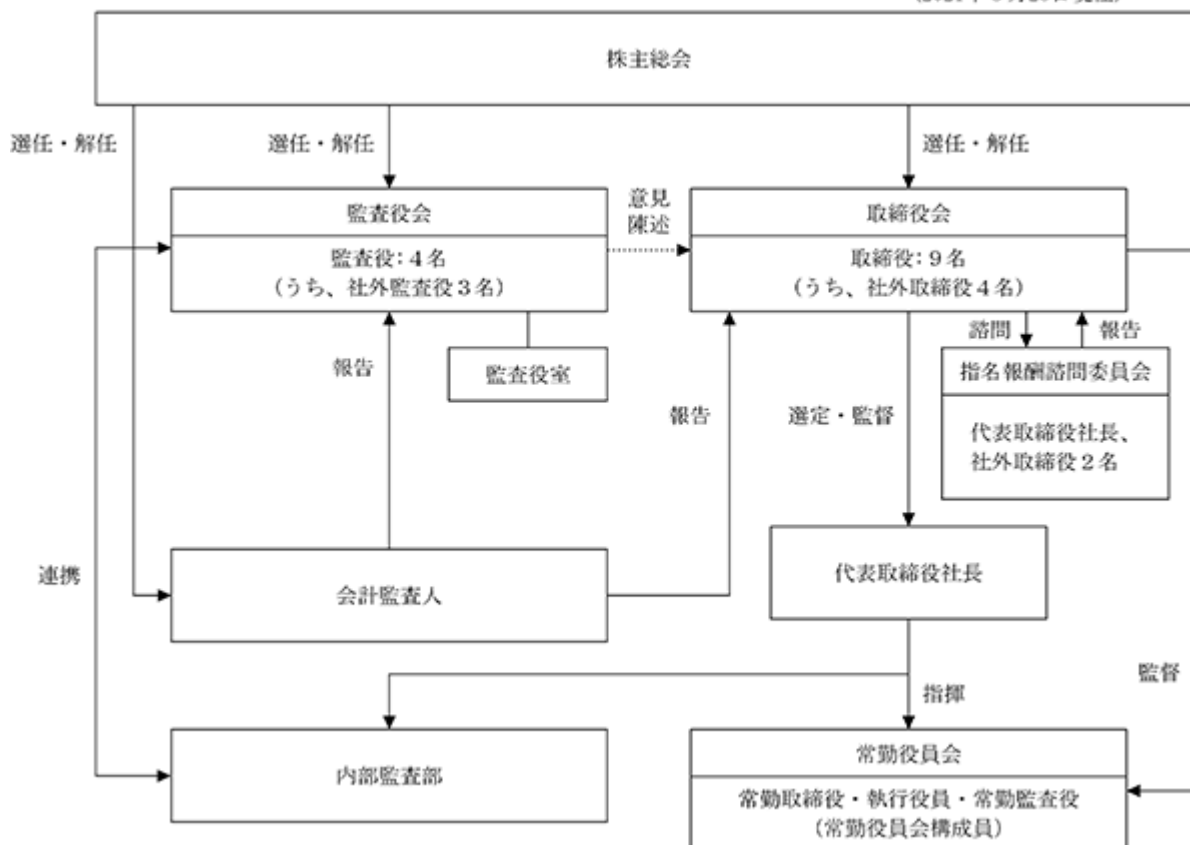 株主総会
選任・解任
選任・解任
選任・解任
監査役会
監査役:4名
(うち、社外監査役3名)
意見
陳述
取締役会
取締役:9名
(うち、社外取締役4名)
監査役室
報告
報告
選定・監督
諮問
報告
指名報酬諮問委員会
代表取締役社長、
社外取締役2名
連携
会計監査人
代表取締役社長
監督
指揮
内部監査部
常勤役員会
常勤取締役・執行役員・常勤監査役
(常勤役員会構成員)